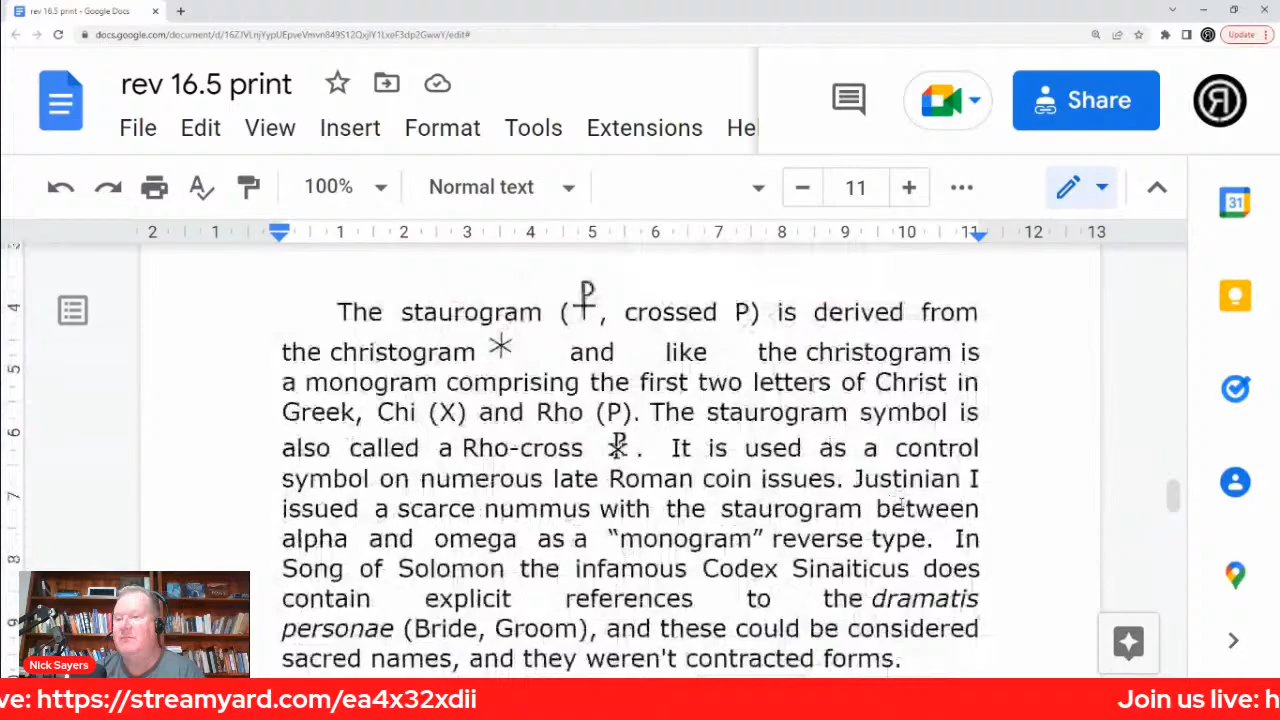 rev 16.5 print - Google Docs
docs.google.com/document/d/
Update
rev 16.5 print
Share
File Edit View Insert Format Tools Extensions He
100% Normal text 11
2 1 1 2 3 4 5 6 7 8 9 10 11 12 13
31
The staurogram (⳨, crossed P) is derived from
the christogram and like the christogram is
a monogram comprising the first two letters of Christ in
Greek, Chi (X) and Rho (P). The staurogram symbol is
also called a Rho-cross . It is used as a control
symbol on numerous late Roman coin issues. Justinian I
issued a scarce nummus with the staurogram between
alpha and omega as a “monogram” reverse type. In
Song of Solomon the infamous Codex Sinaiticus does
contain explicit references to the dramatis
personae (Bride, Groom), and these could be considered
sacred names, and they weren't contracted forms.
4
5
6
7
8
9
Nick Sayers
ve: https://streamyard.com/ea4x32xdii Join us live: h